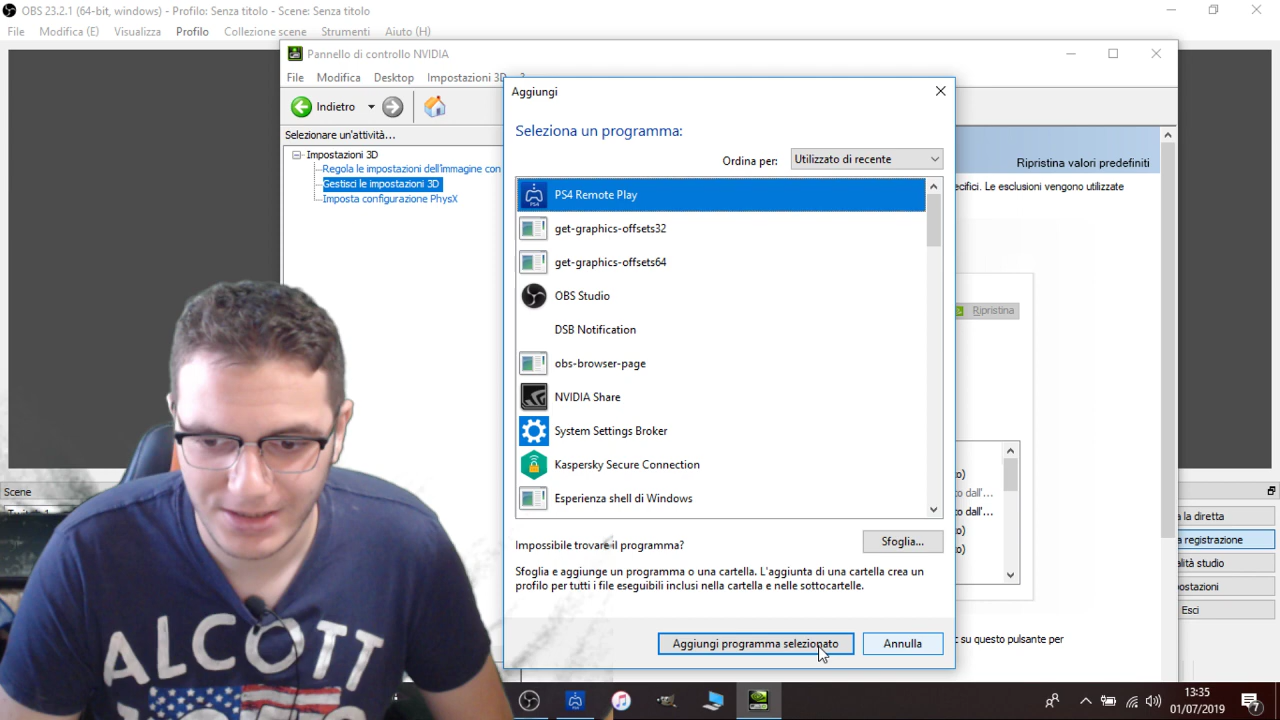 OBS 23.2.1 (64-bit, windows) - Profilo: Senza titolo - Scene: Senza titolo
File Modifica (E) Visualizza Profilo Collezione scene Strumenti Aiuto (H)
Pannello di controllo NVIDIA
File Modifica Desktop Impostazioni 3D ?
Indietro
Selezionare un'attività...
Impostazioni 3D
Regola le impostazioni dell'immagine con
Gestisci le impostazioni 3D
Imposta configurazione PhysX
Aggiungi
Seleziona un programma:
Ordina per: Utilizzato di recente
PS4 Remote Play
get-graphics-offsets32
get-graphics-offsets64
OBS Studio
DSB Notification
obs-browser-page
NVIDIA Share
System Settings Broker
Kaspersky Secure Connection
Esperienza shell di Windows
Impossibile trovare il programma?
Sfoglia...
Sfoglia e aggiunge un programma o una cartella. L'aggiunta di una cartella crea un
profilo per tutti i file eseguibili inclusi nella cartella e nelle sottocartelle.
Aggiungi programma selezionato
Annulla
Ripristina valori predefiniti
ecifici. Le esclusioni vengono utilizzate
Ripristina
o)
o dall'...
o dall'...
o)
o)
su questo pulsante per
Scene
a la diretta
a registrazione
alità studio
postazioni
Esci
ALCOTT
13:35
01/07/2019
7